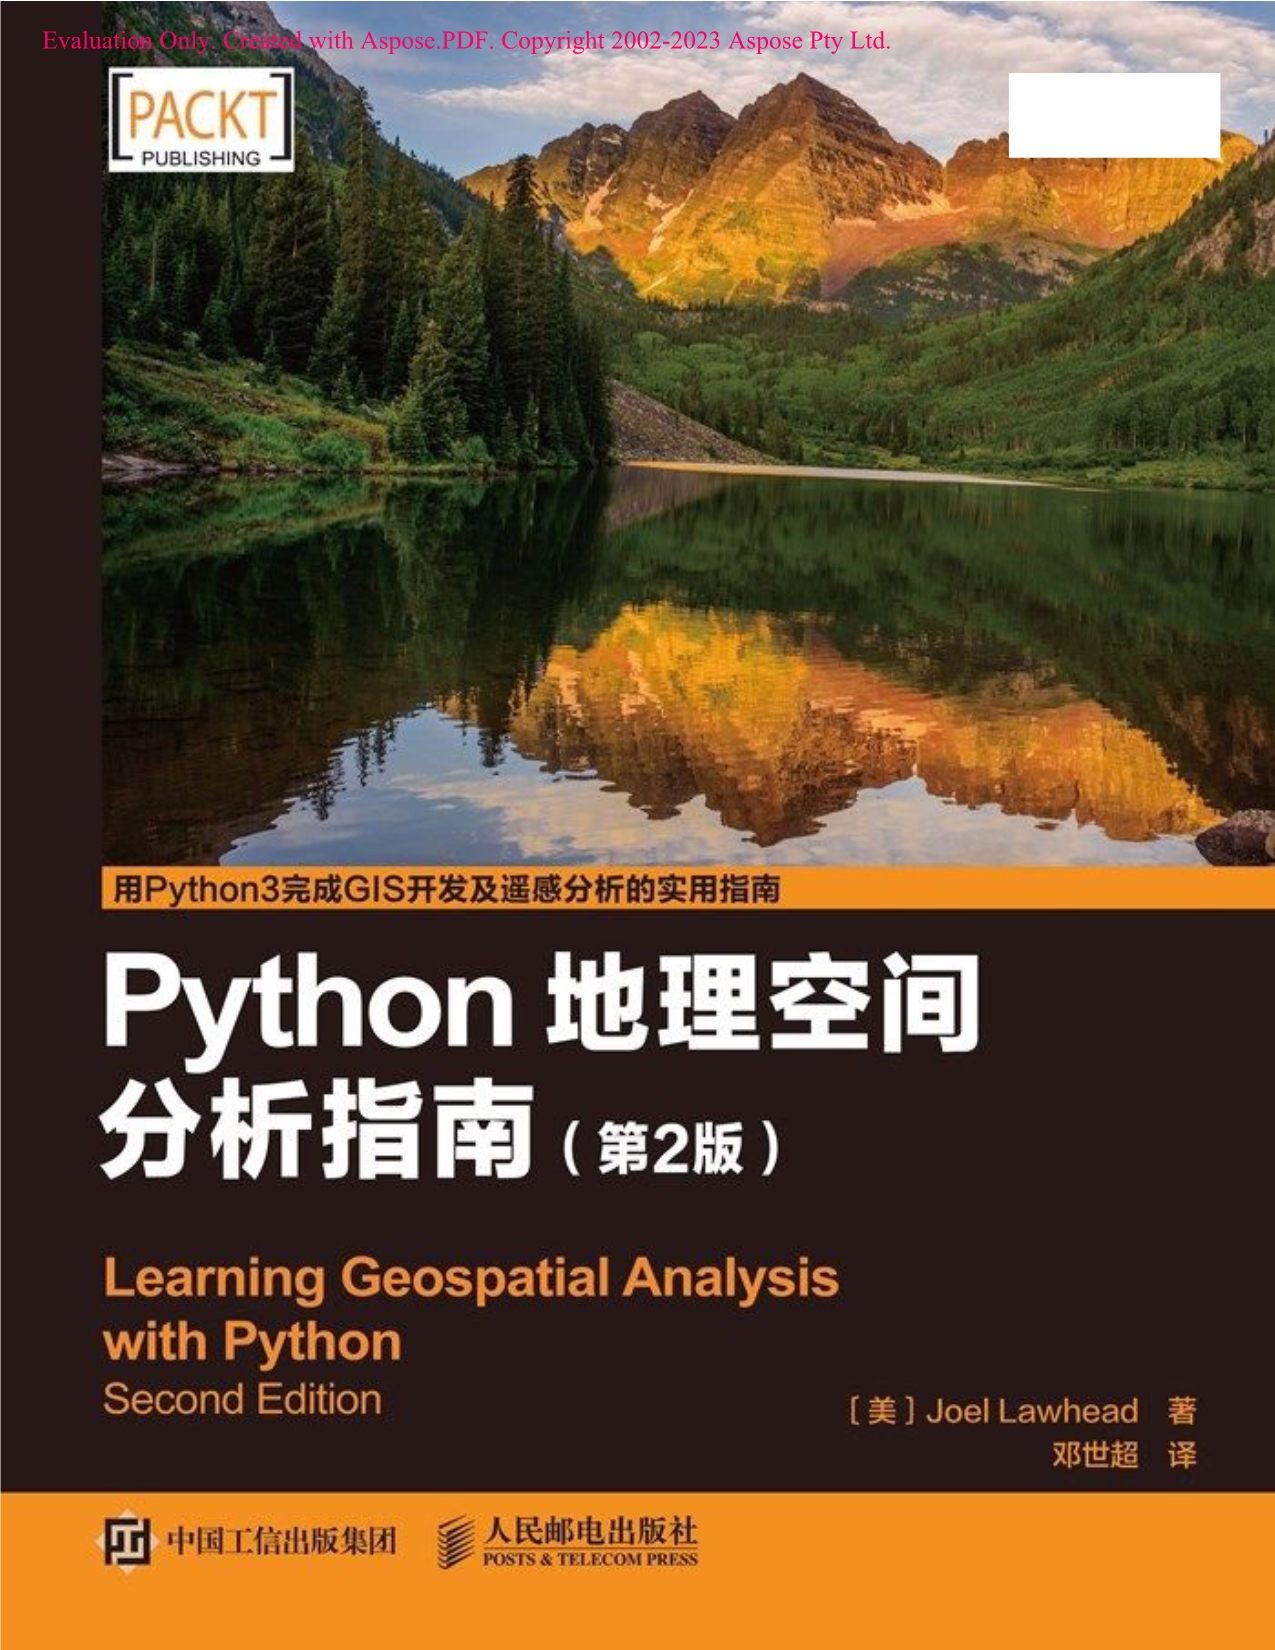 Evaluation Only. Created with Aspose.PDF. Copyright 2002-2023 Aspose Pty Ltd.
PACKT
PUBLISHING
用Python3完成GIS开发及遥感分析的实用指南
Python 地理空间
分析指南（第2版）
Learning Geospatial Analysis
with Python
Second Edition
［美］Joel Lawhead 著
邓世超 译
中国工信出版集团
人民邮电出版社
POSTS & TELECOM PRESS